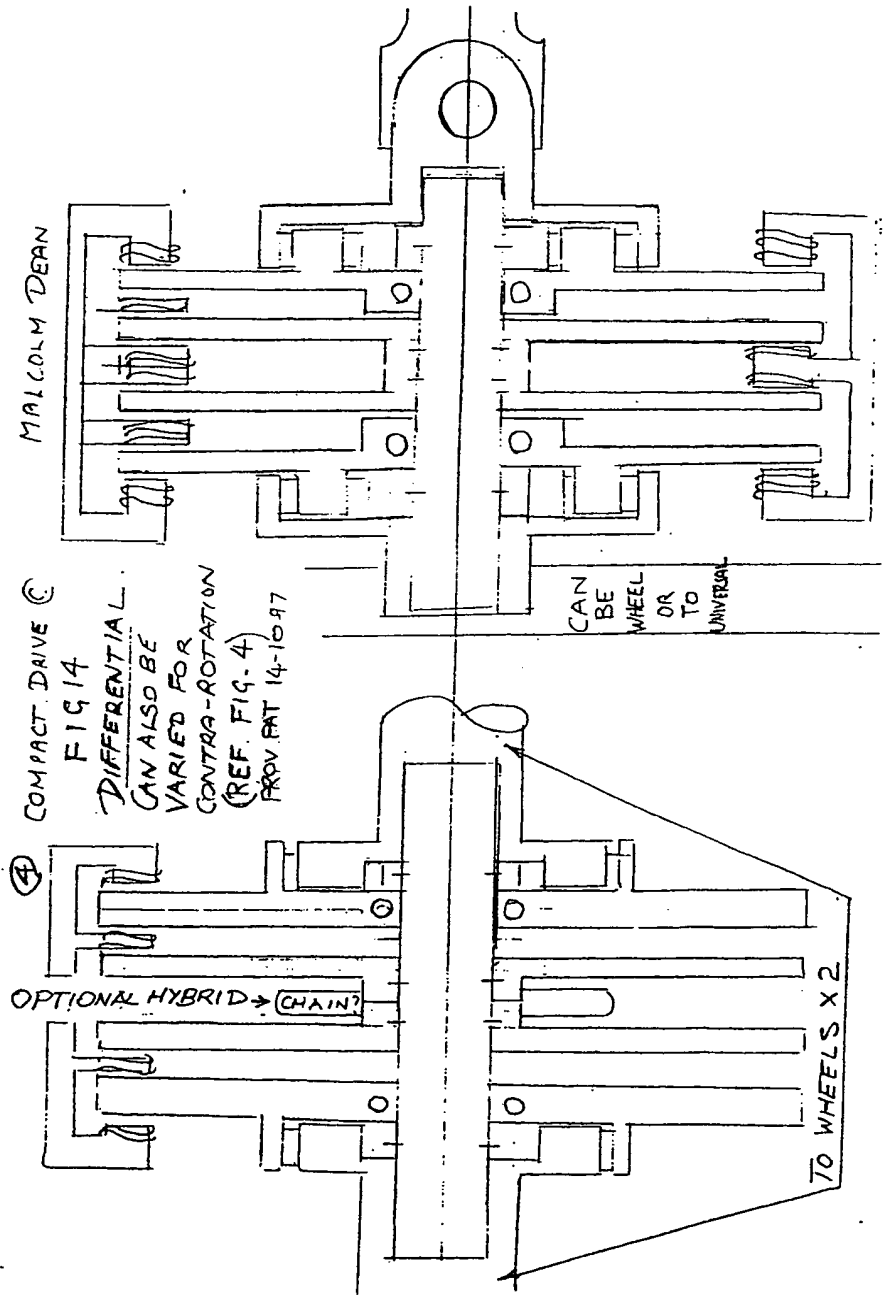 MALCOLM DEAN
COMPACT DRIVE ©
FIG 14
DIFFERENTIAL.
CAN ALSO BE
VARIED FOR
CONTRA-ROTATION
(REF. FIG. 4)
PROV. PAT 14-10 97
CAN
BE
WHEEL
OR
TO
UNIVERSAL
④
OPTIONAL HYBRID → CHAIN?
TO WHEELS X 2